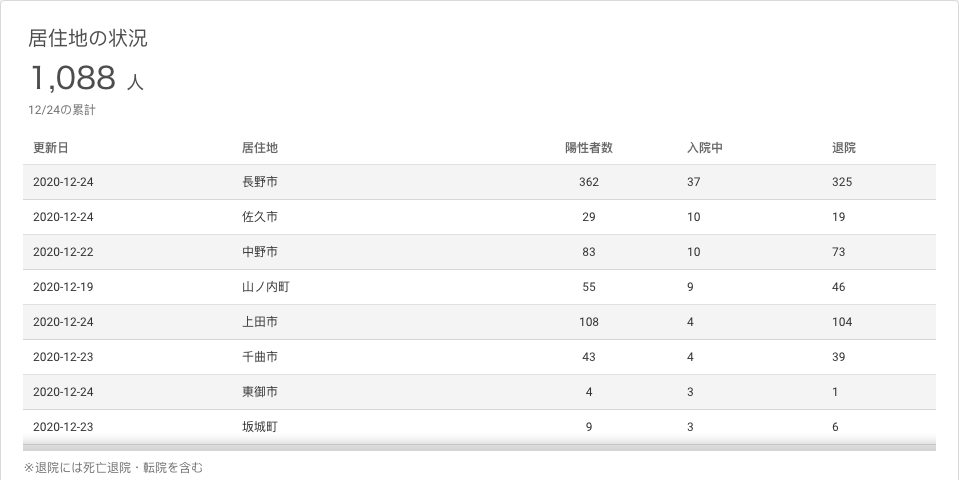 居住地の状況
1,088 人
12/24の累計
更新日 居住地 陽性者数 入院中 退院
2020-12-24 長野市 362 37 325
2020-12-24 佐久市 29 10 19
2020-12-22 中野市 83 10 73
2020-12-19 山ノ内町 55 9 46
2020-12-24 上田市 108 4 104
2020-12-23 千曲市 43 4 39
2020-12-24 東御市 4 3 1
2020-12-23 坂城町 9 3 6
※退院には死亡退院・転院を含む